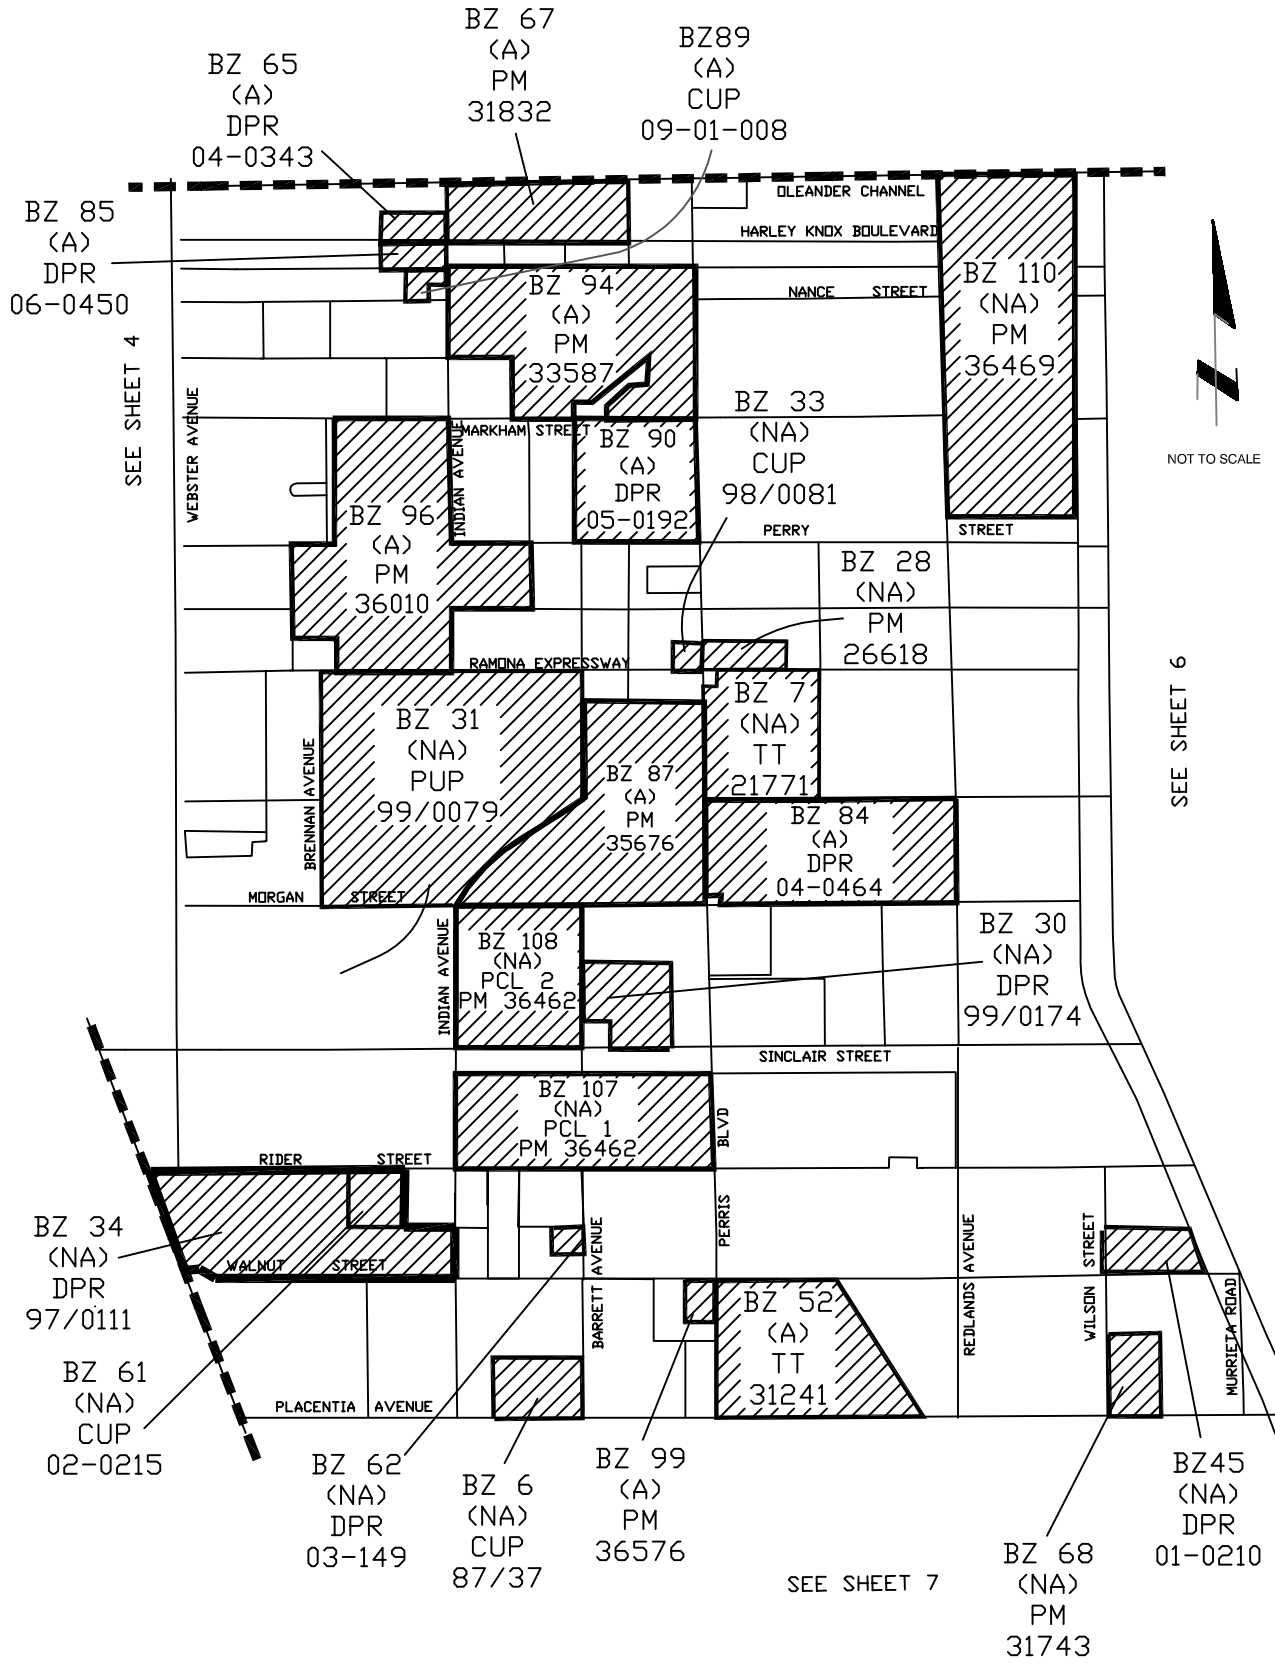 BZ 67
(A)
PM
31832
BZ89
(A)
CUP
09-01-008
BZ 65
(A)
DPR
04-0343
BZ 85
(A)
DPR
06-0450
OLEANDER CHANNEL
HARLEY KNOX BOULEVARD
NANCE STREET
BZ 94
(A)
PM
33587
BZ 110
(NA)
PM
36469
SEE SHEET 4
WEBSTER AVENUE
INDIAN AVENUE
MARKHAM STREET
BZ 90
(A)
DPR
05-0192
BZ 33
(NA)
CUP
98/0081
NOT TO SCALE
BZ 96
(A)
PM
36010
PERRY STREET
BZ 28
(NA)
PM
26618
RAMONA EXPRESSWAY
SEE SHEET 6
BZ 31
(NA)
PUP
99/0079
BZ 7
(NA)
TT
21771
BZ 87
(A)
PM
35676
BRENNAN AVENUE
BZ 84
(A)
DPR
04-0464
MORGAN STREET
INDIAN AVENUE
BZ 108
(NA)
PCL 2
PM 36462
BZ 30
(NA)
DPR
99/0174
SINCLAIR STREET
BZ 107
(NA)
PCL 1
PM 36462
PERRIS BLVD
RIDER STREET
BZ 34
(NA)
DPR
97/0111
WALNUT STREET
BARRETT AVENUE
REDLANDS AVENUE
WILSON STREET
MURRIETA ROAD
BZ 52
(A)
TT
31241
BZ 61
(NA)
CUP
02-0215
PLACENTIA AVENUE
BZ 62
(NA)
DPR
03-149
BZ 6
(NA)
CUP
87/37
BZ 99
(A)
PM
36576
BZ45
(NA)
DPR
01-0210
BZ 68
(NA)
PM
31743
SEE SHEET 7